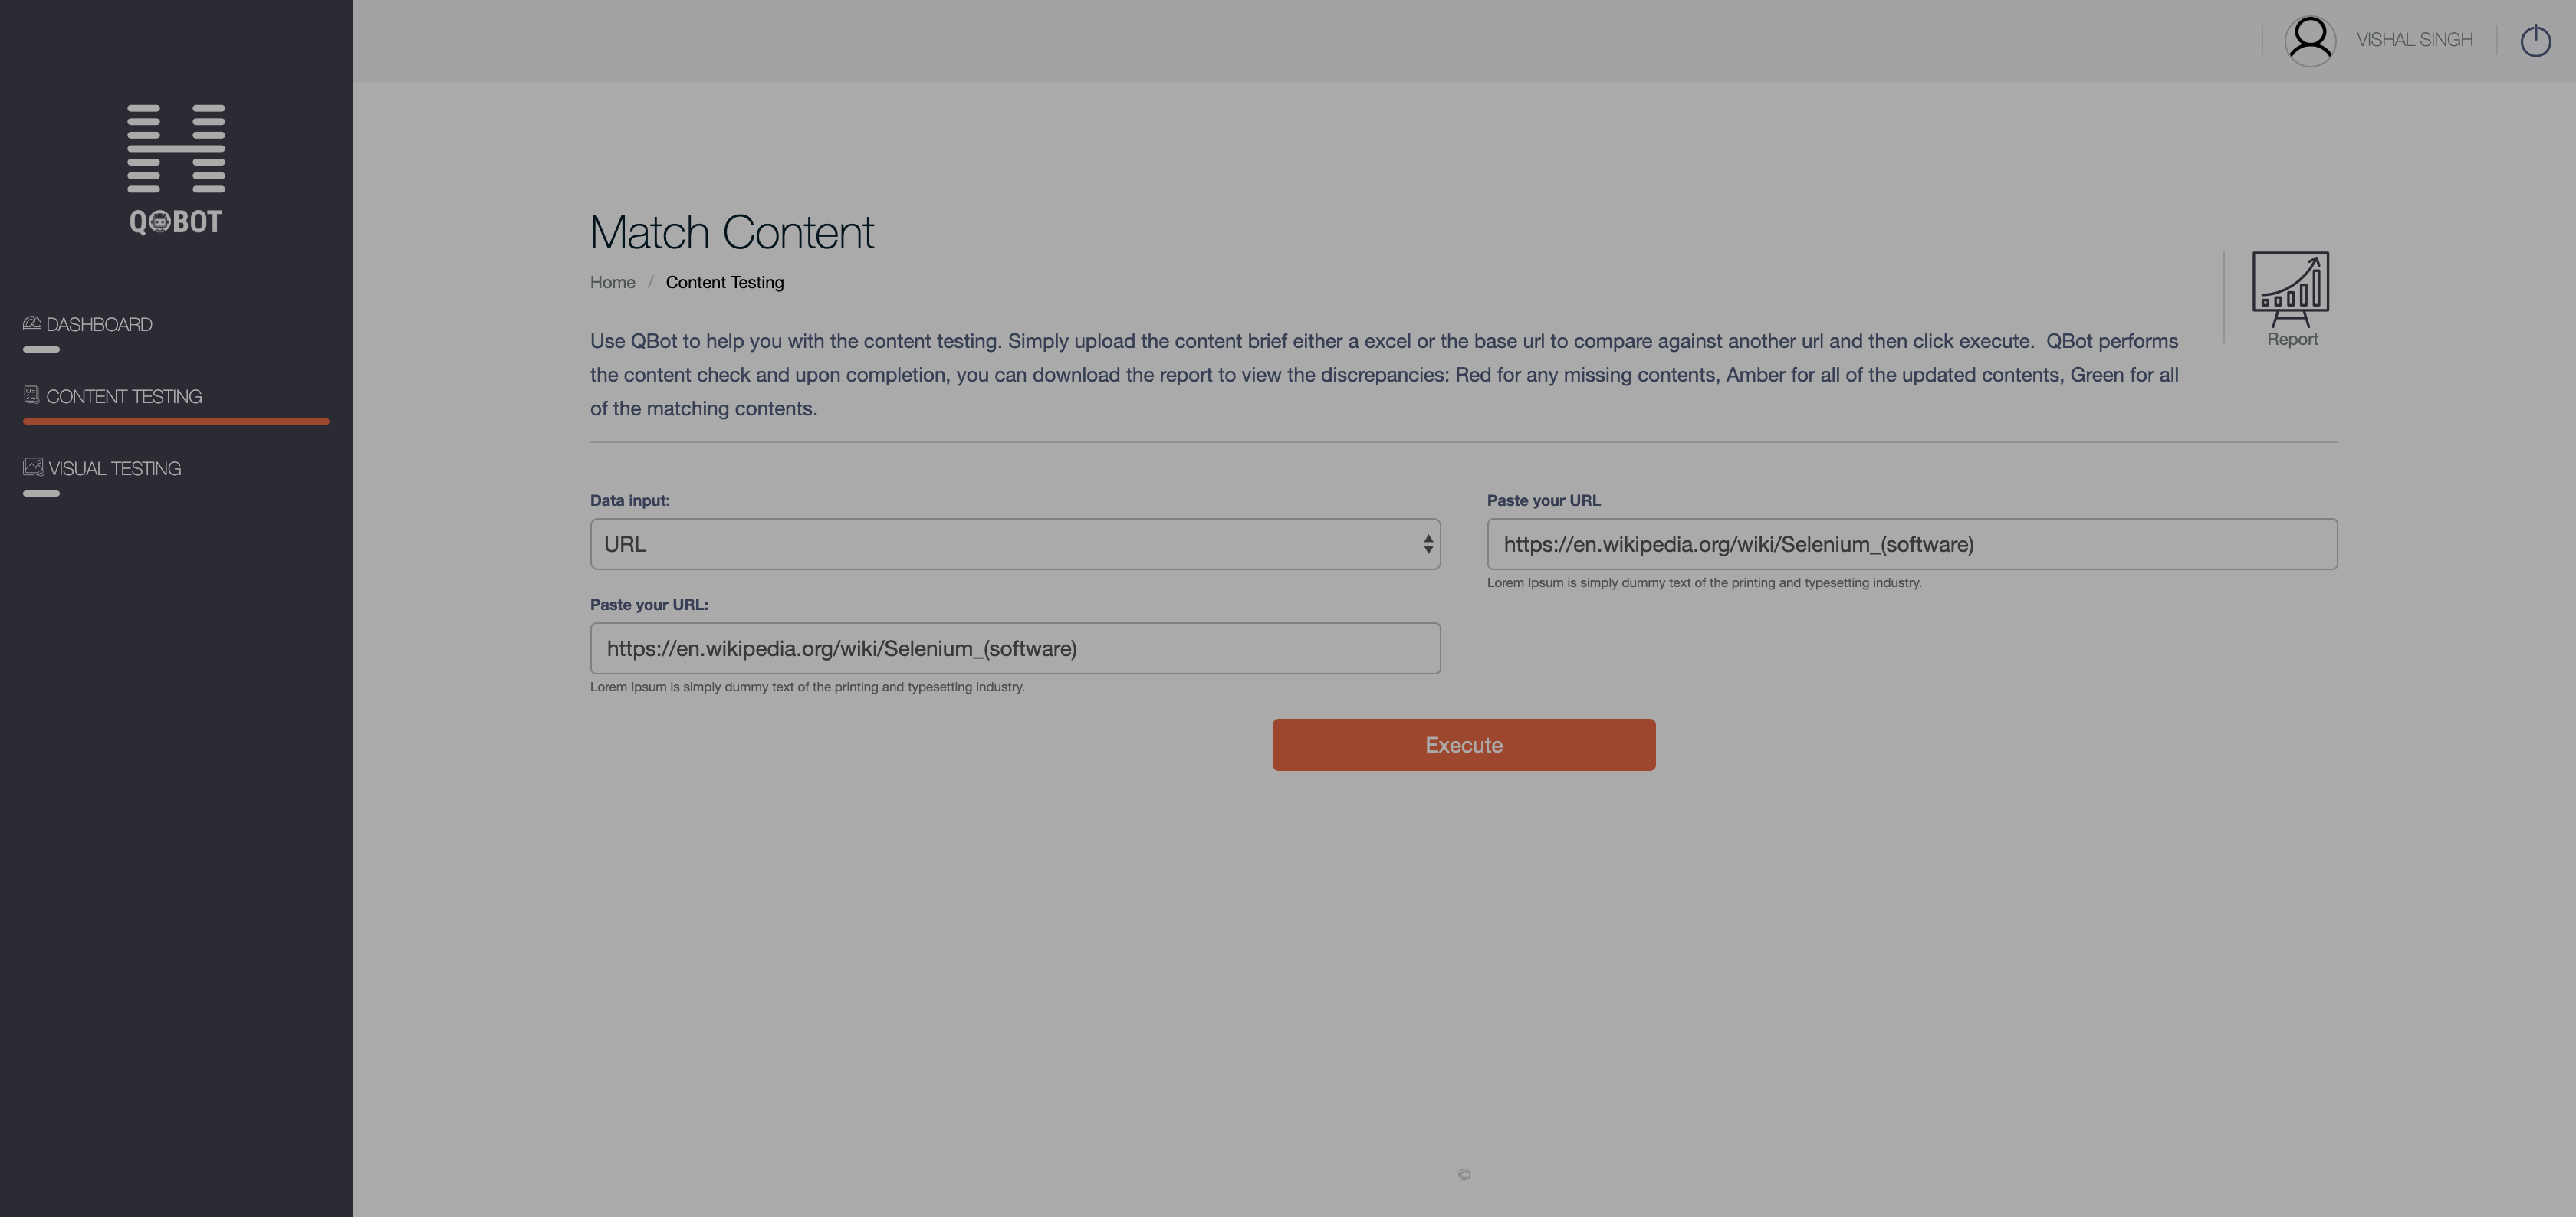 VISHAL SINGH
QBOT
DASHBOARD
CONTENT TESTING
VISUAL TESTING
Match Content
Home / Content Testing
Report
Use QBot to help you with the content testing. Simply upload the content brief either a excel or the base url to compare against another url and then click execute.  QBot performs
the content check and upon completion, you can download the report to view the discrepancies: Red for any missing contents, Amber for all of the updated contents, Green for all
of the matching contents.
Data input:
URL
Paste your URL
https://en.wikipedia.org/wiki/Selenium_(software)
Lorem Ipsum is simply dummy text of the printing and typesetting industry.
Paste your URL:
https://en.wikipedia.org/wiki/Selenium_(software)
Lorem Ipsum is simply dummy text of the printing and typesetting industry.
Execute
©